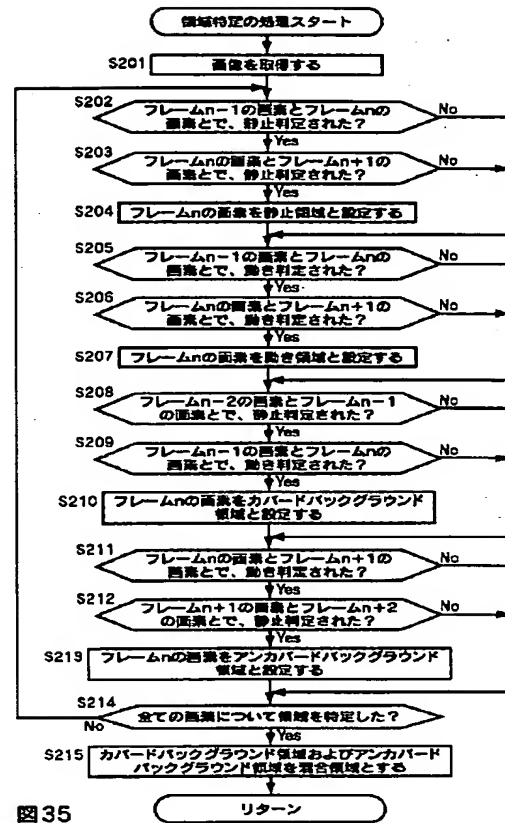 領域特定の処理スタート
S201
画像を取得する
S202
フレームn-1の画素とフレームnの
画素とで、静止判定された？
No
Yes
S203
フレームnの画素とフレームn+1の
画素とで、静止判定された？
No
Yes
S204
フレームnの画素を静止領域と設定する
S205
フレームn-1の画素とフレームnの
画素とで、動き判定された？
No
Yes
S206
フレームnの画素とフレームn+1の
画素とで、動き判定された？
No
Yes
S207
フレームnの画素を動き領域と設定する
S208
フレームn-2の画素とフレームn-1
の画素とで、静止判定された？
No
Yes
S209
フレームn-1の画素とフレームnの
画素とで、動き判定された？
No
Yes
S210
フレームnの画素をカバードバックグラウンド
領域と設定する
S211
フレームnの画素とフレームn+1の
画素とで、動き判定された？
No
Yes
S212
フレームn+1の画素とフレームn+2
の画素とで、静止判定された？
No
Yes
S213
フレームnの画素をアンカバードバックグラウンド
領域と設定する
S214
全ての画素について領域を特定した？
No
Yes
S215
カバードバックグラウンド領域およびアンカバード
バックグラウンド領域を混合領域とする
リターン
図35